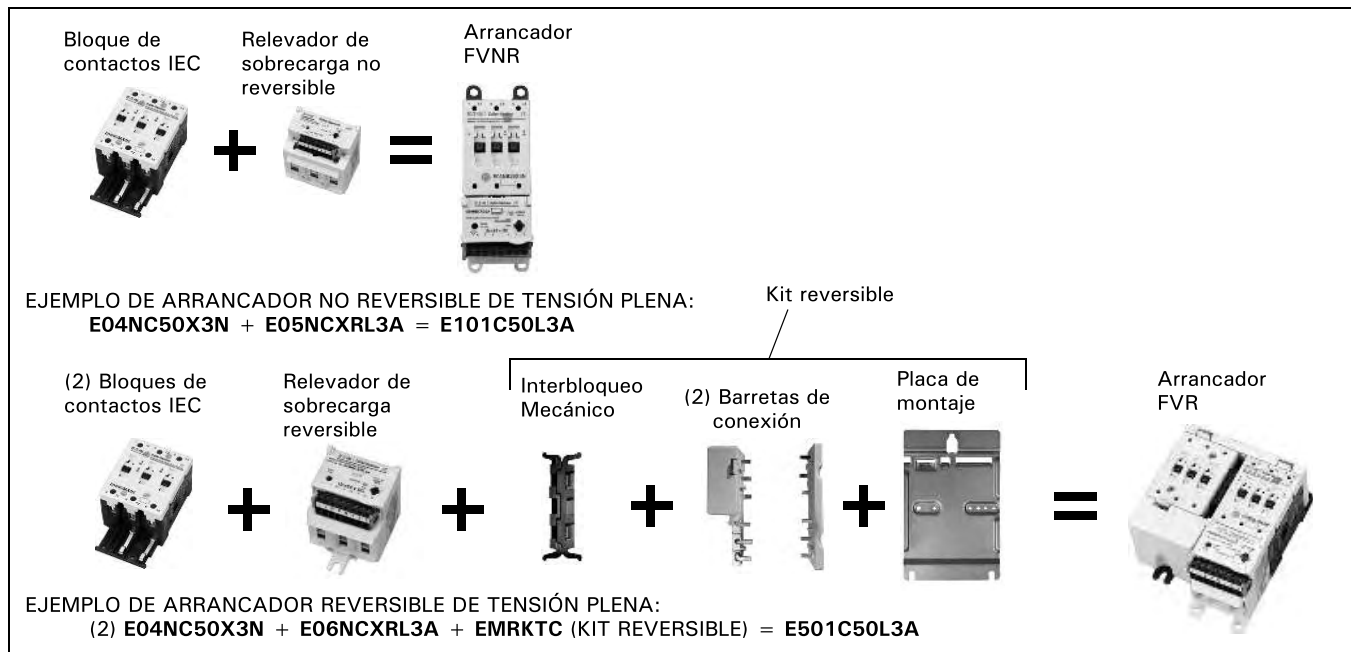 Bloque de
contactos IEC
Relevador de
sobrecarga no
reversible
Arrancador
FVNR
EJEMPLO DE ARRANCADOR NO REVERSIBLE DE TENSIÓN PLENA:
E04NC50X3N + E05NCXRL3A = E101C50L3A
Kit reversible
(2) Bloques de
contactos IEC
Relevador de
sobrecarga
reversible
Interbloqueo
Mecánico
(2) Barretas de
conexión
Placa de
montaje
Arrancador
FVR
EJEMPLO DE ARRANCADOR REVERSIBLE DE TENSIÓN PLENA:
(2) E04NC50X3N + E06NCXRL3A + EMRKTC (KIT REVERSIBLE) = E501C50L3A